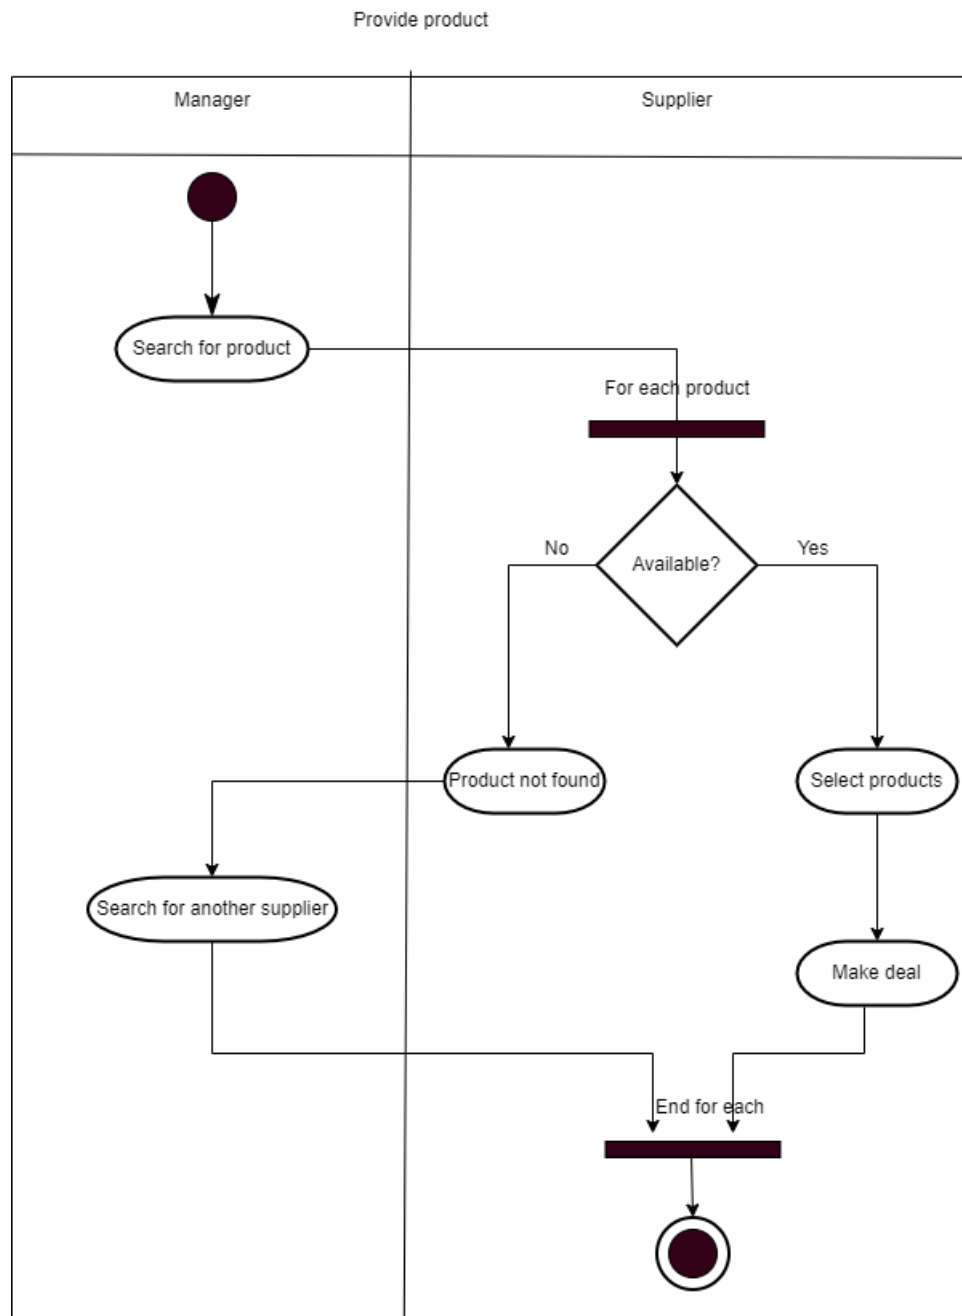 Provide product
Manager
Supplier
Search for product
For each product
No
Available?
Yes
Product not found
Select products
Search for another supplier
Make deal
End for each